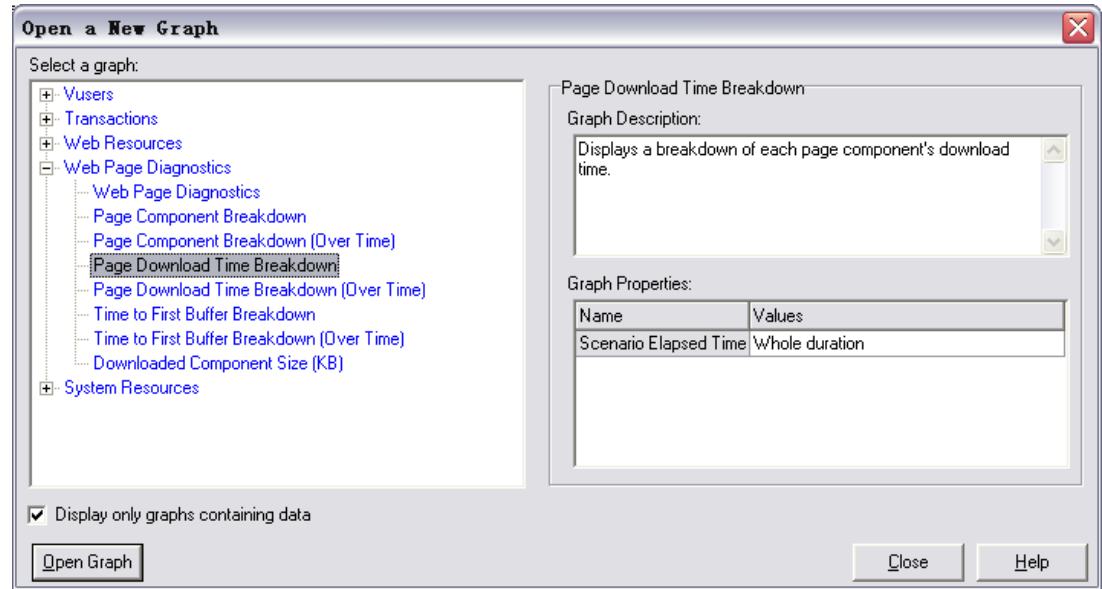 Open a New Graph
Select a graph:
Vusers
Transactions
Web Resources
Web Page Diagnostics
Web Page Diagnostics
Page Component Breakdown
Page Component Breakdown (Over Time)
Page Download Time Breakdown
Page Download Time Breakdown (Over Time)
Time to First Buffer Breakdown
Time to First Buffer Breakdown (Over Time)
Downloaded Component Size (KB)
System Resources
Page Download Time Breakdown
Graph Description:
Displays a breakdown of each page component's download
time.
Graph Properties:
Name Values
Scenario Elapsed Time Whole duration
Display only graphs containing data
Open Graph Close Help